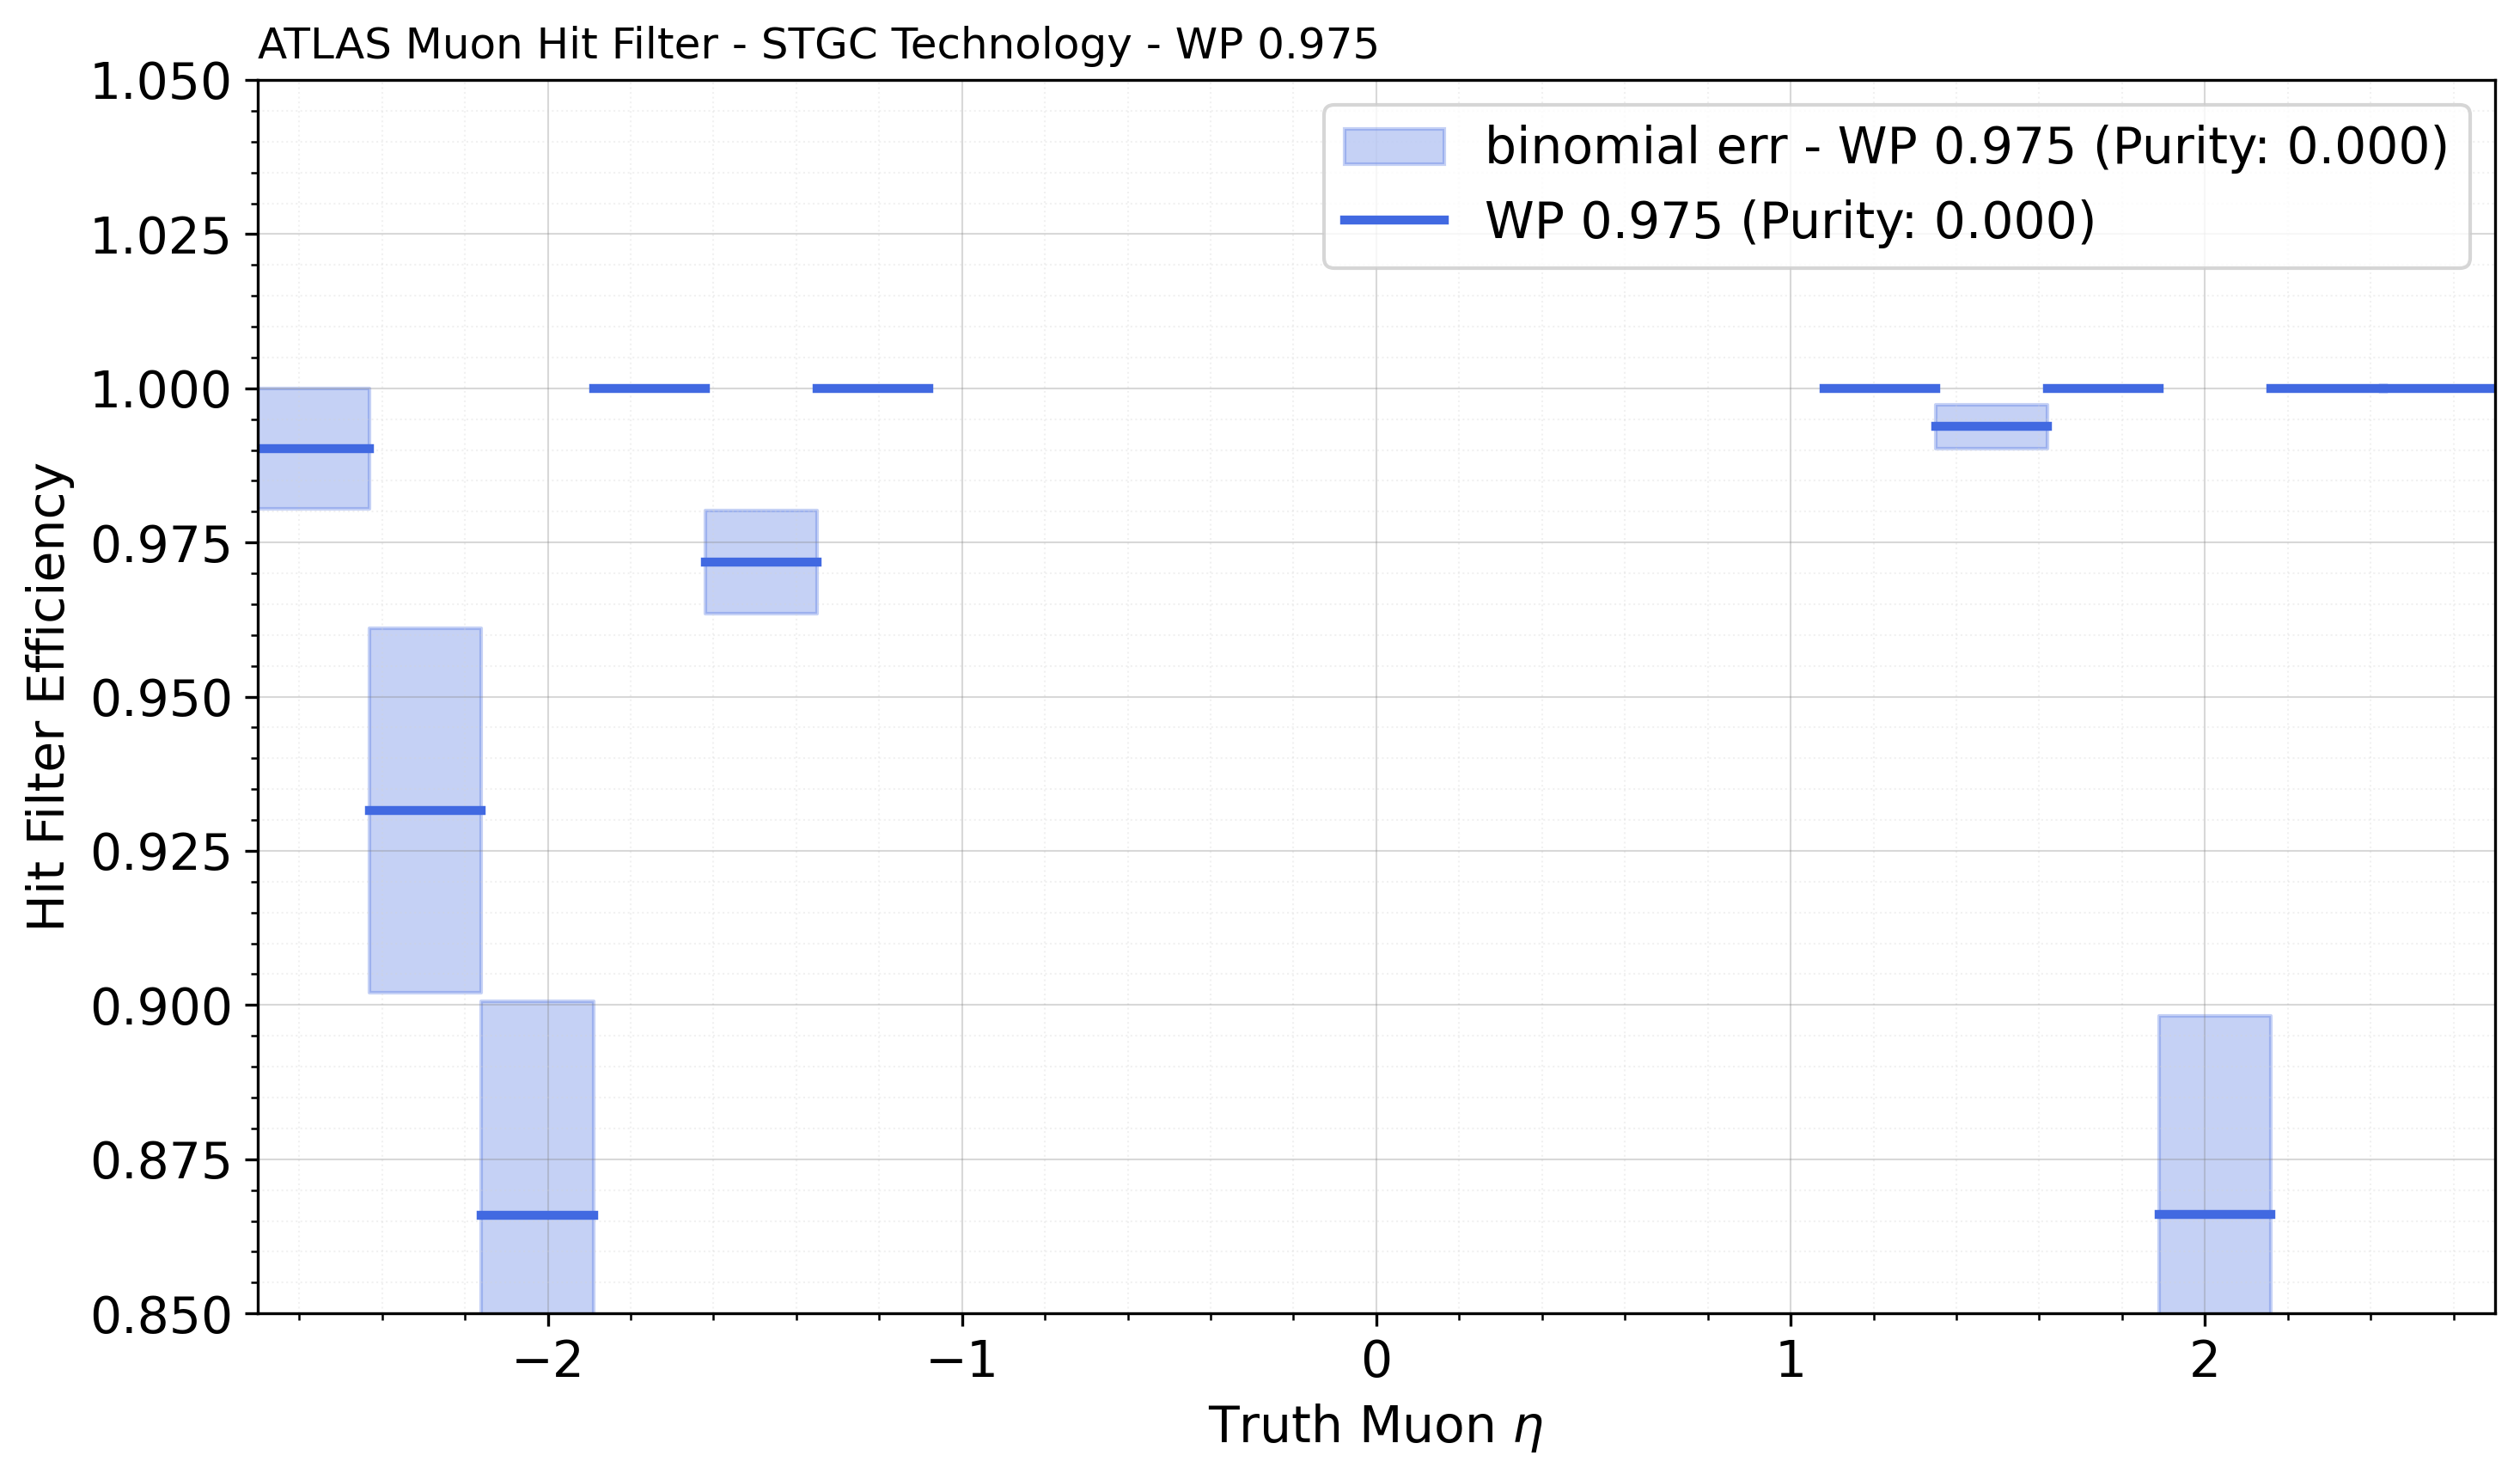 ATLAS Muon Hit Filter - STGC Technology - WP 0.975
binomial err - WP 0.975 (Purity: 0.000)
WP 0.975 (Purity: 0.000)
Hit Filter Efficiency
1.050
1.025
1.000
0.975
0.950
0.925
0.900
0.875
0.850
−2
−1
0
1
2
Truth Muon η